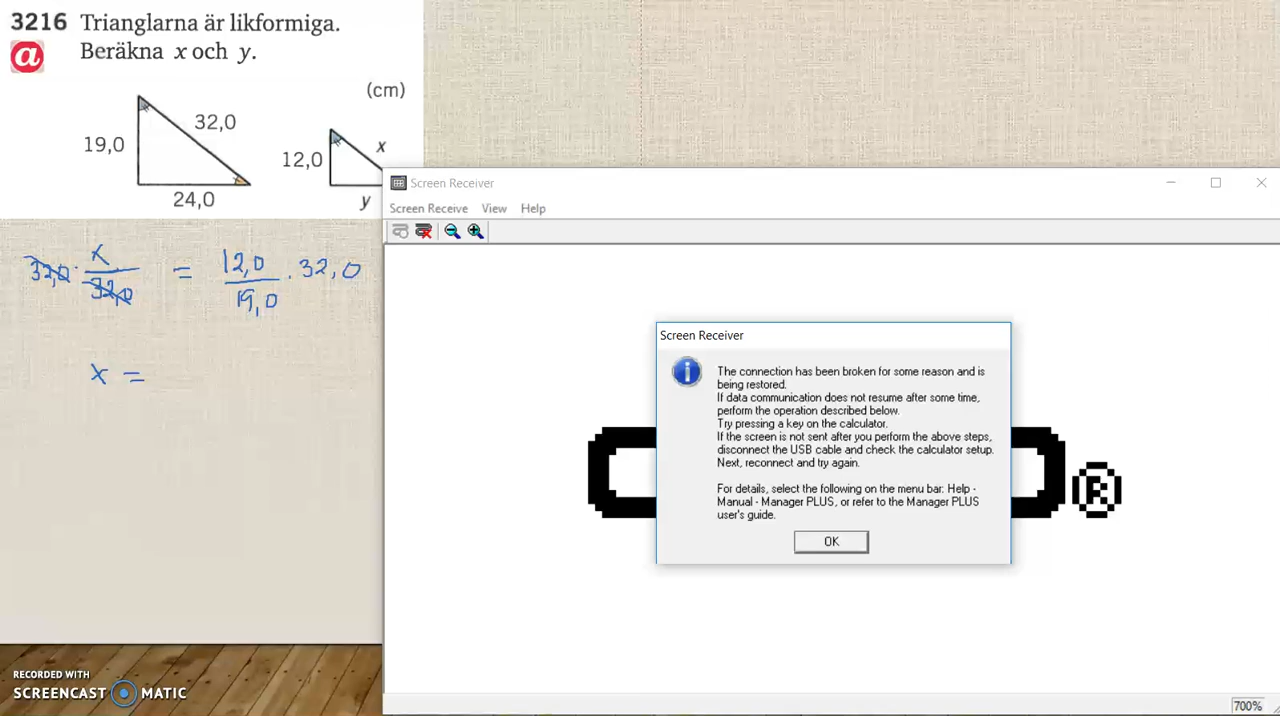 3216 Trianglarna är likformiga.
a Beräkna x och y.
(cm)
19,0
32,0
24,0
12,0
x
y
32,0 · x / 32,0 = 12,0 / 19,0 · 32,0
x =
Screen Receiver
Screen Receive View Help
Screen Receiver
The connection has been broken for some reason and is
being restored.
If data communication does not resume after some time,
perform the operation described below.
Try pressing a key on the calculator.
If the screen is not sent after you perform the above steps,
disconnect the USB cable and check the calculator setup.
Next, reconnect and try again.
For details, select the following on the menu bar: Help -
Manual - Manager PLUS, or refer to the Manager PLUS
user's guide.
OK
®
RECORDED WITH
SCREENCAST MATIC
700%